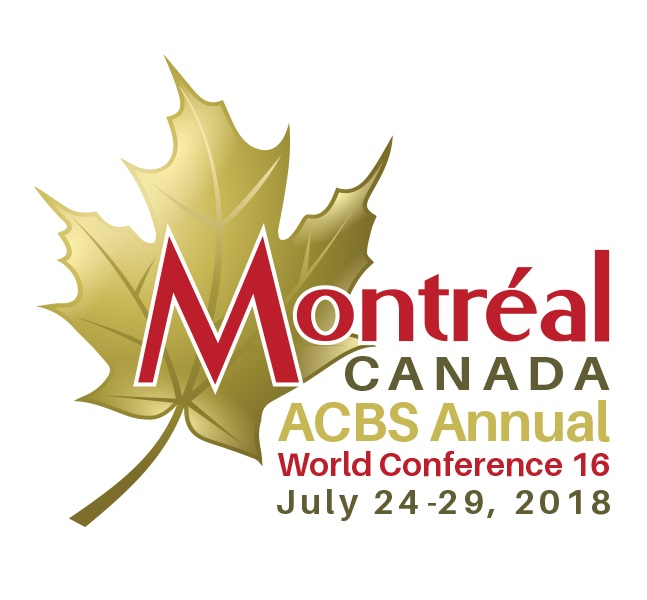 Montréal
CANADA
ACBS Annual
World Conference 16
July 24-29, 2018